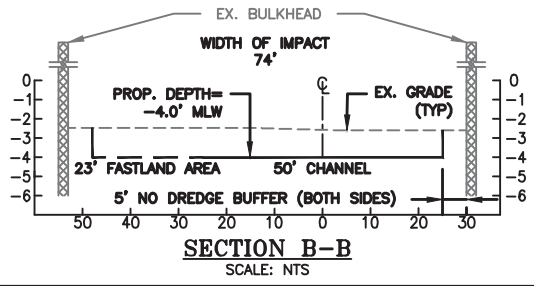 EX. BULKHEAD
WIDTH OF IMPACT
74'
PROP. DEPTH=
-4.0' MLW
℄
EX. GRADE
(TYP)
0
-1
-2
-3
-4
-5
-6
0
-1
-2
-3
-4
-5
-6
23' FASTLAND AREA
50' CHANNEL
5' NO DREDGE BUFFER (BOTH SIDES)
50 40 30 20 10 0 10 20 30
SECTION B-B
SCALE: NTS